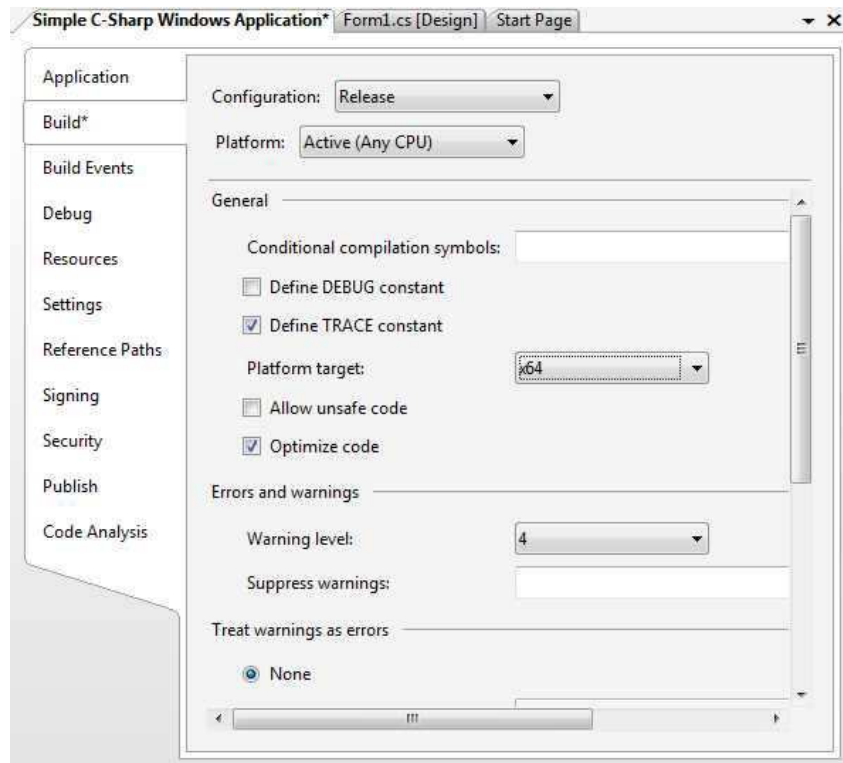 Simple C-Sharp Windows Application* Form1.cs [Design] Start Page
Application
Build*
Build Events
Debug
Resources
Settings
Reference Paths
Signing
Security
Publish
Code Analysis
Configuration: Release
Platform: Active (Any CPU)
General
Conditional compilation symbols:
Define DEBUG constant
Define TRACE constant
Platform target: x64
Allow unsafe code
Optimize code
Errors and warnings
Warning level: 4
Suppress warnings:
Treat warnings as errors
None